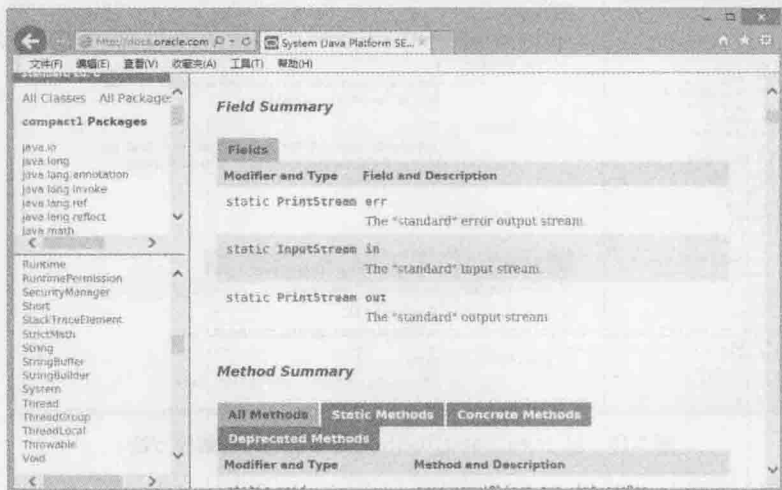 http://docs.oracle.com
System (Java Platform SE...
文件(F) 编辑(E) 查看(V) 收藏夹(A) 工具(T) 帮助(H)
All Classes All Package
compact1 Packages
java.io
java.lang
java.lang.annotation
java.lang.invoke
java.lang.ref
java.lang.reflect
java.math
Runtime
RuntimePermission
SecurityManager
Short
StackTraceElement
StrictMath
String
StringBuffer
StringBuilder
System
Thread
ThreadGroup
ThreadLocal
Throwable
Void
Field Summary
Fields
Modifier and Type Field and Description
static PrintStream err
The "standard" error output stream.
static InputStream in
The "standard" input stream.
static PrintStream out
The "standard" output stream
Method Summary
All Methods Static Methods Concrete Methods
Deprecated Methods
Modifier and Type Method and Description